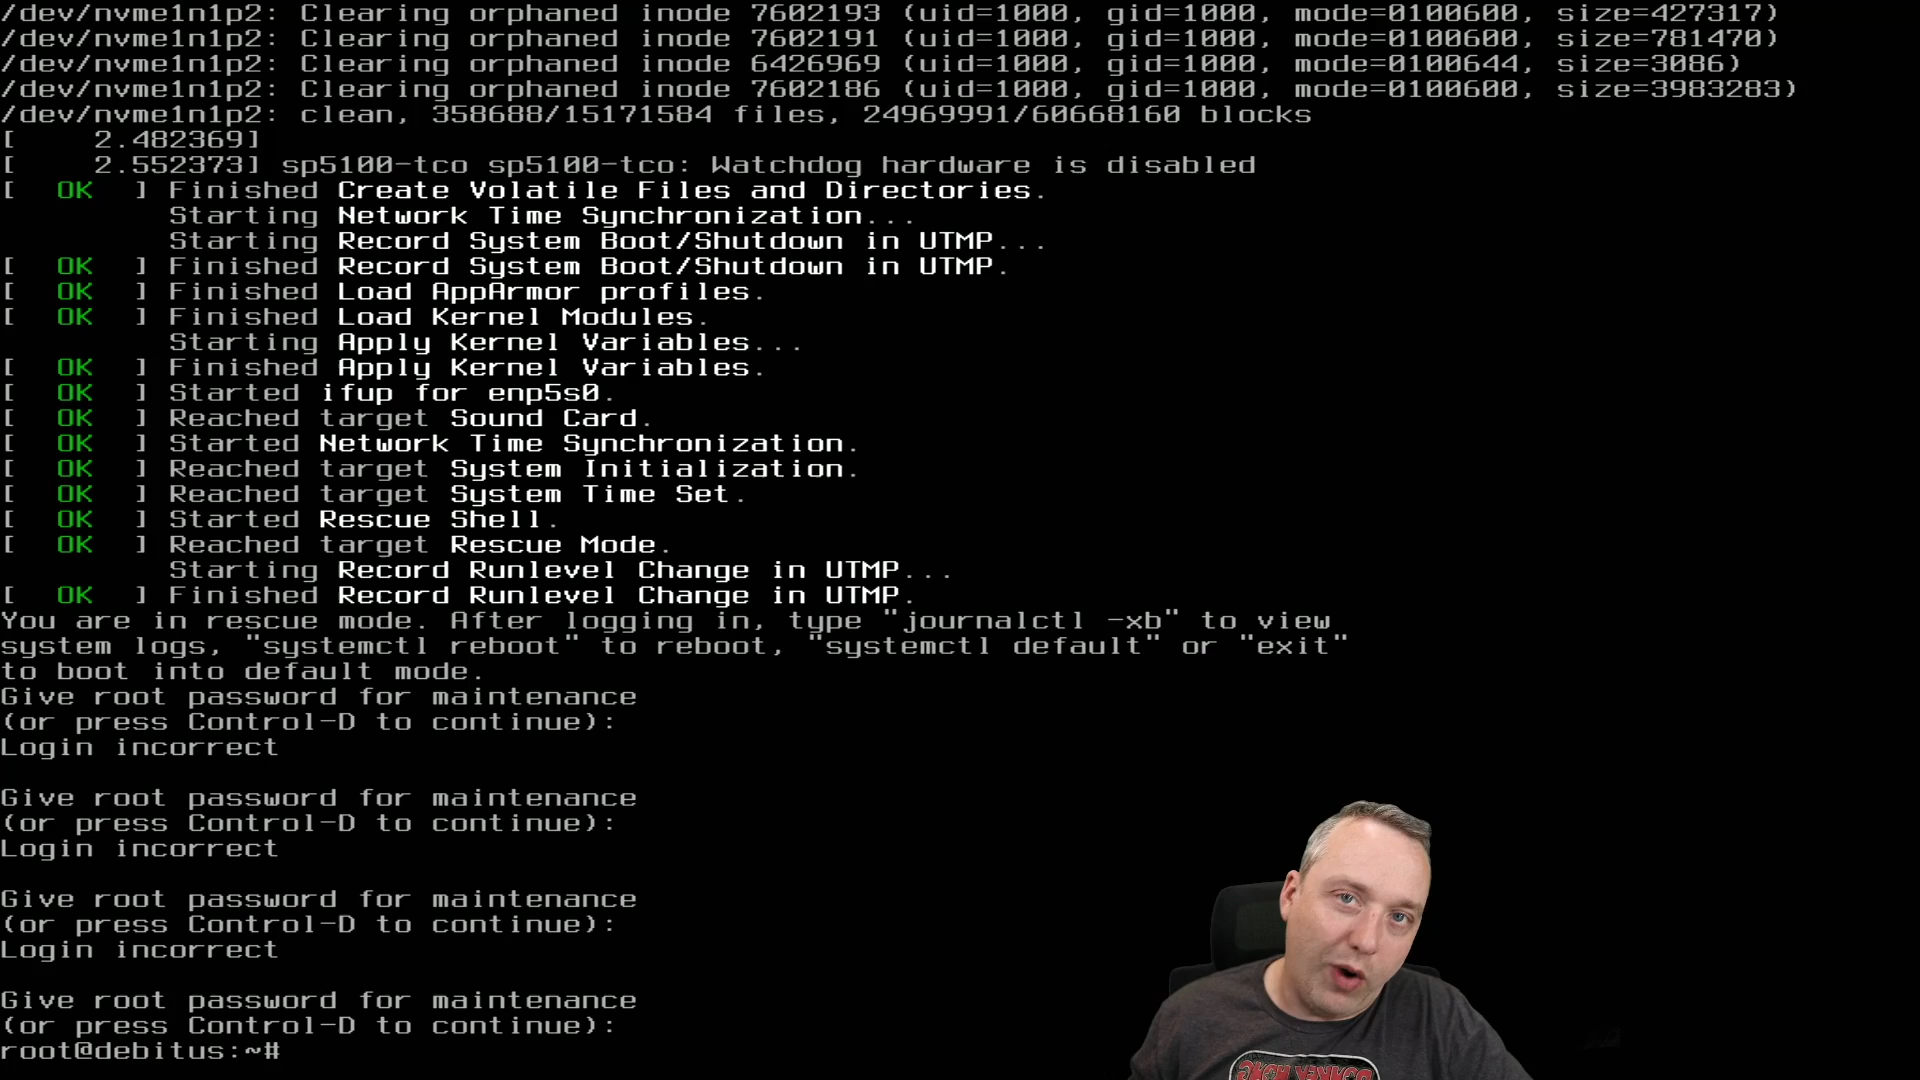 /dev/nvme1n1p2: Clearing orphaned inode 7602193 (uid=1000, gid=1000, mode=0100600, size=427317)
/dev/nvme1n1p2: Clearing orphaned inode 7602191 (uid=1000, gid=1000, mode=0100600, size=781470)
/dev/nvme1n1p2: Clearing orphaned inode 6426969 (uid=1000, gid=1000, mode=0100644, size=3086)
/dev/nvme1n1p2: Clearing orphaned inode 7602186 (uid=1000, gid=1000, mode=0100600, size=3983283)
/dev/nvme1n1p2: clean, 358688/15171584 files, 24969991/60668160 blocks
[    2.482369]
[    2.552373] sp5100-tco sp5100-tco: Watchdog hardware is disabled
[  OK  ] Finished Create Volatile Files and Directories.
Starting Network Time Synchronization...
Starting Record System Boot/Shutdown in UTMP...
[  OK  ] Finished Record System Boot/Shutdown in UTMP.
[  OK  ] Finished Load AppArmor profiles.
[  OK  ] Finished Load Kernel Modules.
Starting Apply Kernel Variables...
[  OK  ] Finished Apply Kernel Variables.
[  OK  ] Started ifup for enp5s0.
[  OK  ] Reached target Sound Card.
[  OK  ] Started Network Time Synchronization.
[  OK  ] Reached target System Initialization.
[  OK  ] Reached target System Time Set.
[  OK  ] Started Rescue Shell.
[  OK  ] Reached target Rescue Mode.
Starting Record Runlevel Change in UTMP...
[  OK  ] Finished Record Runlevel Change in UTMP.
You are in rescue mode. After logging in, type "journalctl -xb" to view
system logs, "systemctl reboot" to reboot, "systemctl default" or "exit"
to boot into default mode.
Give root password for maintenance
(or press Control-D to continue):
Login incorrect
Give root password for maintenance
(or press Control-D to continue):
Login incorrect
Give root password for maintenance
(or press Control-D to continue):
Login incorrect
Give root password for maintenance
(or press Control-D to continue):
root@debitus:~#